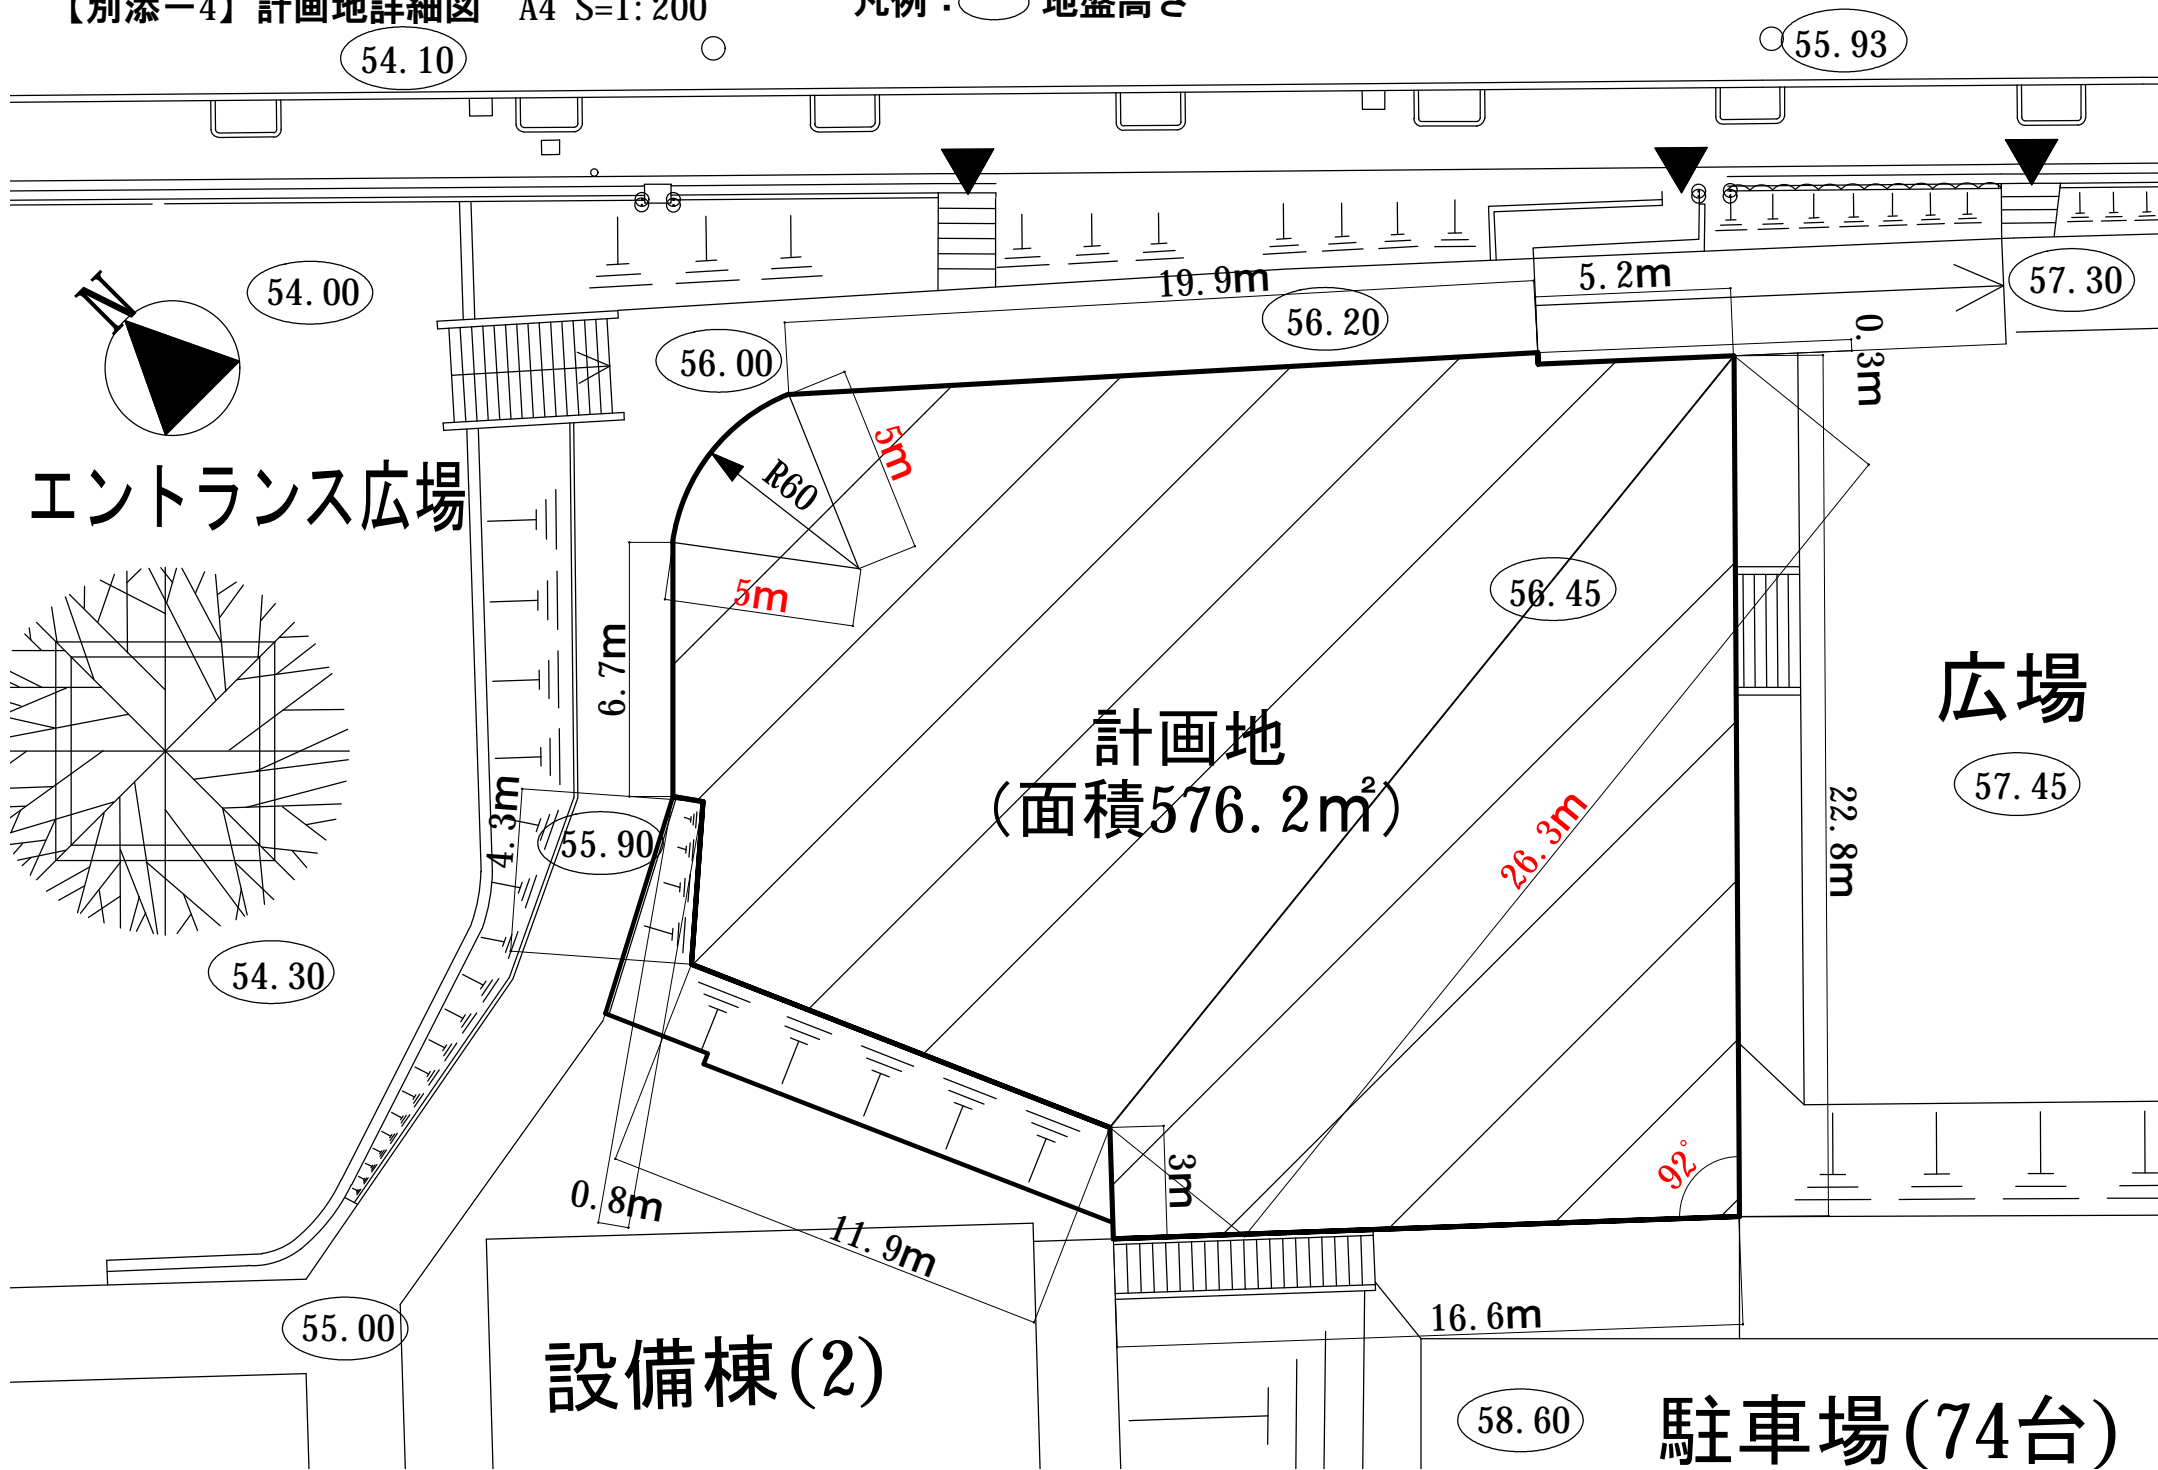 【別添－4】計画地詳細図 A4 S=1:200 凡例： 地盤高さ
54.10
55.93
N
54.00
19.9m
5.2m
57.30
56.00
56.20
0.3m
5m
R60
エントランス広場
5m
56.45
6.7m
広場
計画地
(面積576.2㎡)
4.3m
55.90
26.3m
22.8m
57.45
54.30
92°
3m
0.8m
11.9m
55.00
16.6m
設備棟(2)
58.60
駐車場(74台)